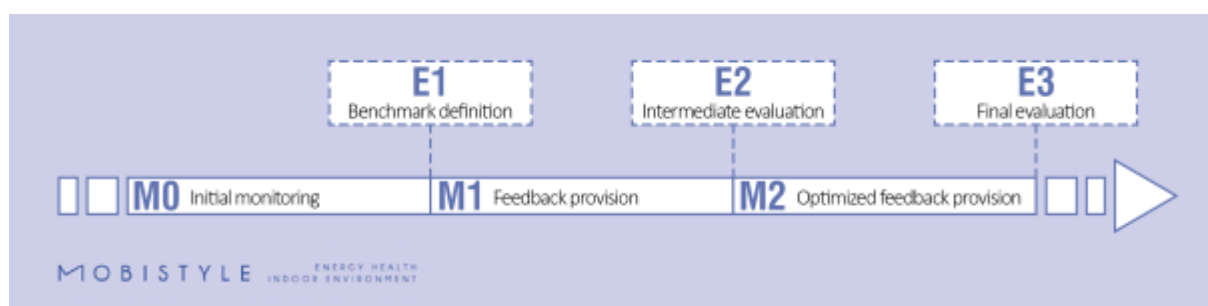 E1
Benchmark definition
E2
Intermediate evaluation
E3
Final evaluation
M0 Initial monitoring
M1 Feedback provision
M2 Optimized feedback provision
MOBISTYLE
ENERGY HEALTH
INDOOR ENVIRONMENT